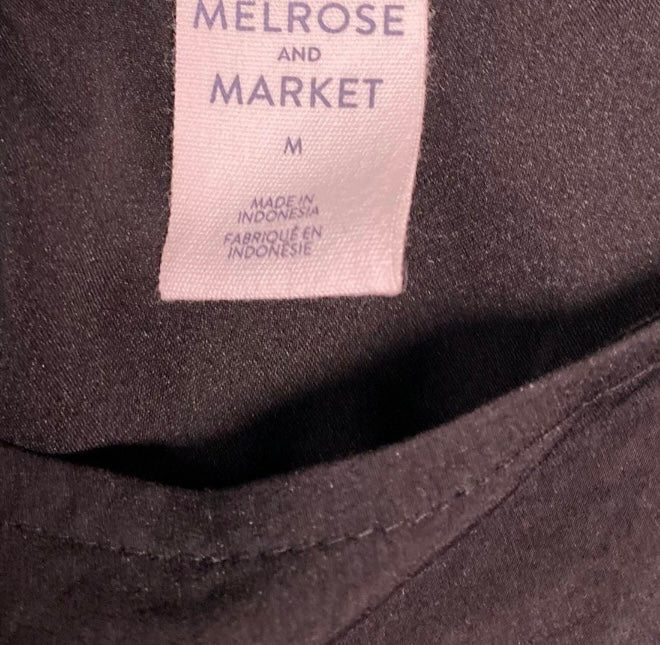 MELROSE
AND
MARKET
M
MADE IN
INDONESIA
FABRIQUÉ EN
INDONÉSIE